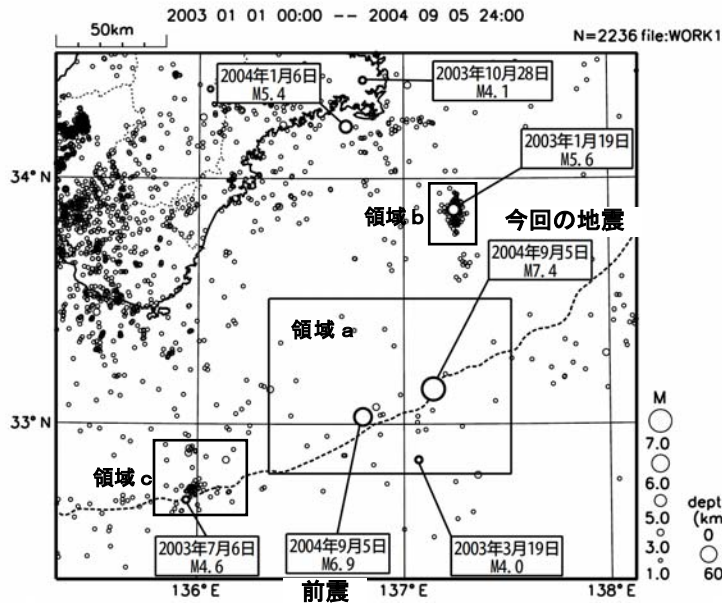 2003 01 01 00:00 -- 2004 09 05 24:00
50km
N=2236 file:WORK1
2004年1月6日
M5.4
2003年10月28日
M4.1
2003年1月19日
M5.6
34°N
領域b
今回の地震
2004年9月5日
M7.4
領域a
33°N
領域c
M
7.0
6.0
5.0
3.0
1.0
depth
(km
0
60
2003年7月6日
M4.6
2004年9月5日
M6.9
2003年3月19日
M4.0
136°E
前震
137°E
138°E